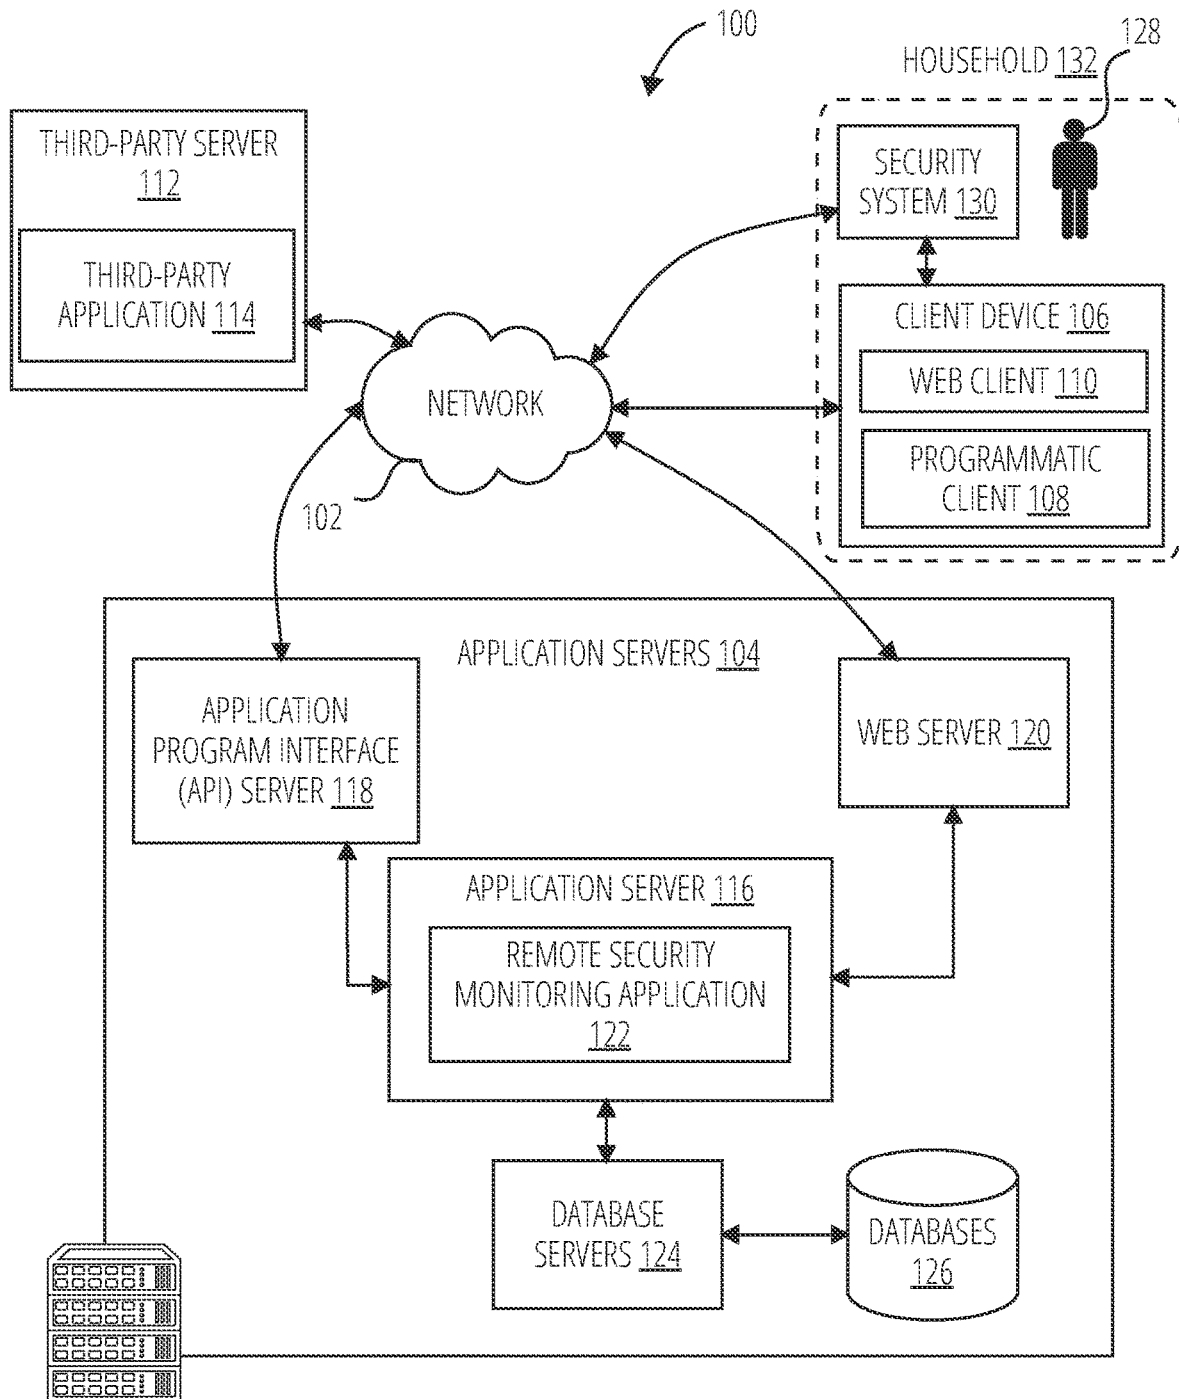 100
128
HOUSEHOLD 132
THIRD-PARTY SERVER
112
THIRD-PARTY
APPLICATION 114
SECURITY
SYSTEM 130
CLIENT DEVICE 106
WEB CLIENT 110
PROGRAMMATIC
CLIENT 108
NETWORK
102
APPLICATION SERVERS 104
APPLICATION
PROGRAM INTERFACE
(API) SERVER 118
WEB SERVER 120
APPLICATION SERVER 116
REMOTE SECURITY
MONITORING APPLICATION
122
DATABASE
SERVERS 124
DATABASES
126